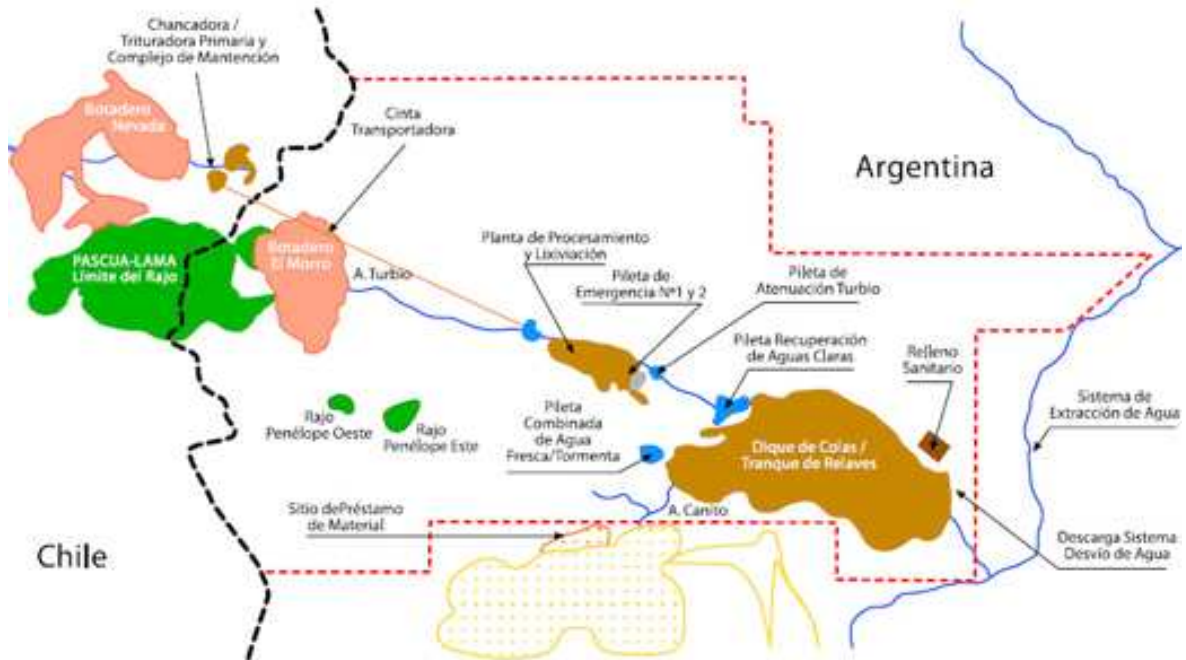 Chancadora /
Trituradora Primaria y
Complejo de Mantención
Botadero
Nevada
Cinta
Transportadora
Argentina
PASCUA-LAMA
Límite del Rajo
Botadero
El Morro
A. Turbio
Planta de Procesamiento
y Lixiviación
Pileta de
Emergencia Nº1 y 2
Pileta de
Atenuación Turbio
Pileta Recuperación
de Aguas Claras
Relleno
Sanitario
Sistema de
Extracción de Agua
Rajo
Penélope Oeste
Rajo
Penélope Este
Pileta
Combinada
de Agua
Fresca/Tormenta
Dique de Colas /
Tranque de Relaves
Sitio dePréstamo
de Material
A. Canito
Descarga Sistema
Desvío de Agua
Chile